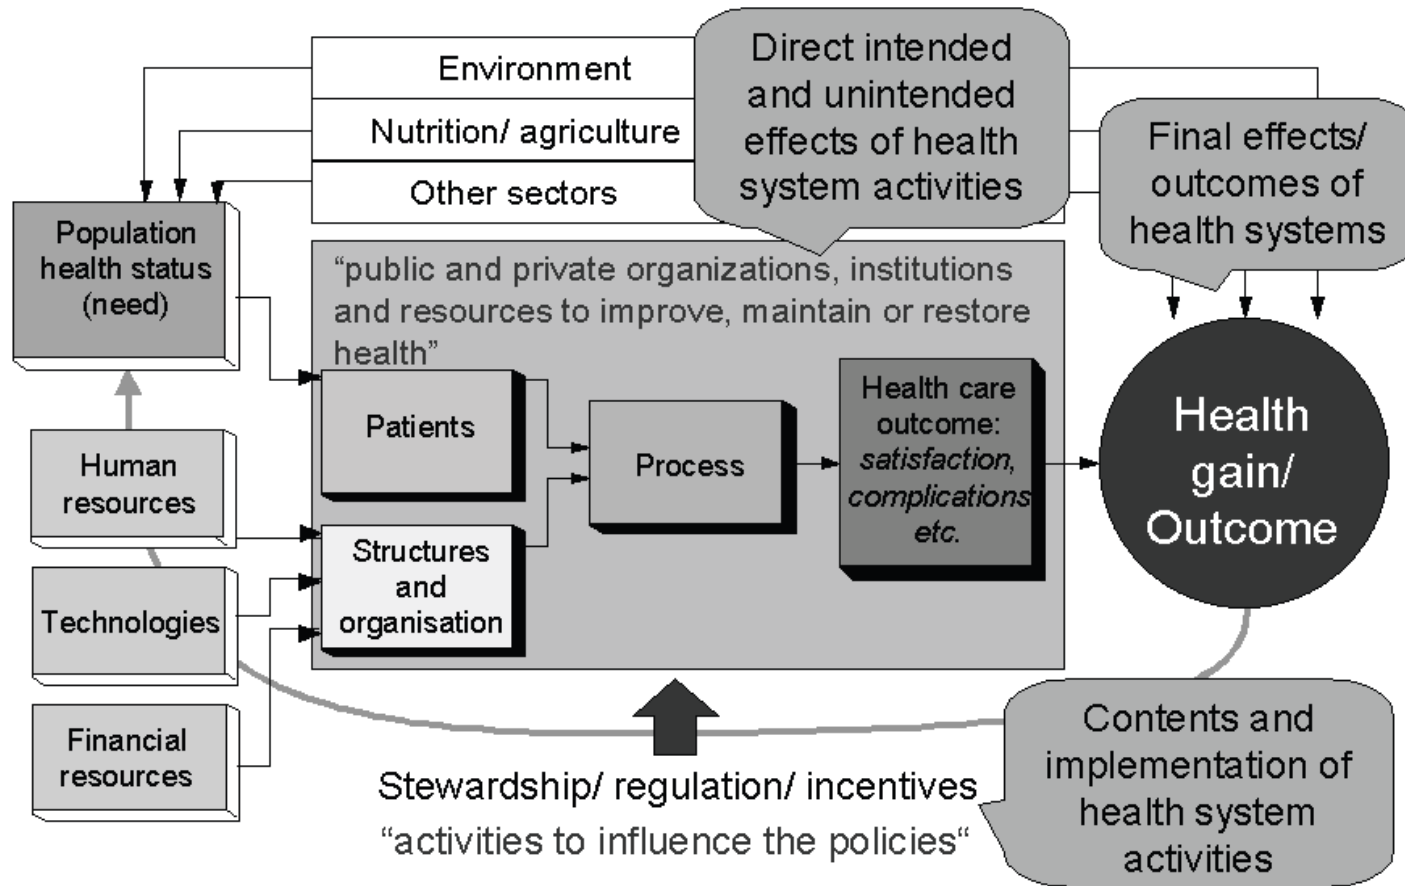 Environment
Nutrition/ agriculture
Other sectors
Direct intended
and unintended
effects of health
system activities
Final effects/
outcomes of
health systems
Population
health status
(need)
“public and private organizations, institutions
and resources to improve, maintain or restore
health”
Patients
Process
Health care
outcome:
satisfaction,
complications
etc.
Health
gain/
Outcome
Human
resources
Technologies
Financial
resources
Structures
and
organisation
Stewardship/ regulation/ incentives
“activities to influence the policies“
Contents and
implementation of
health system
activities